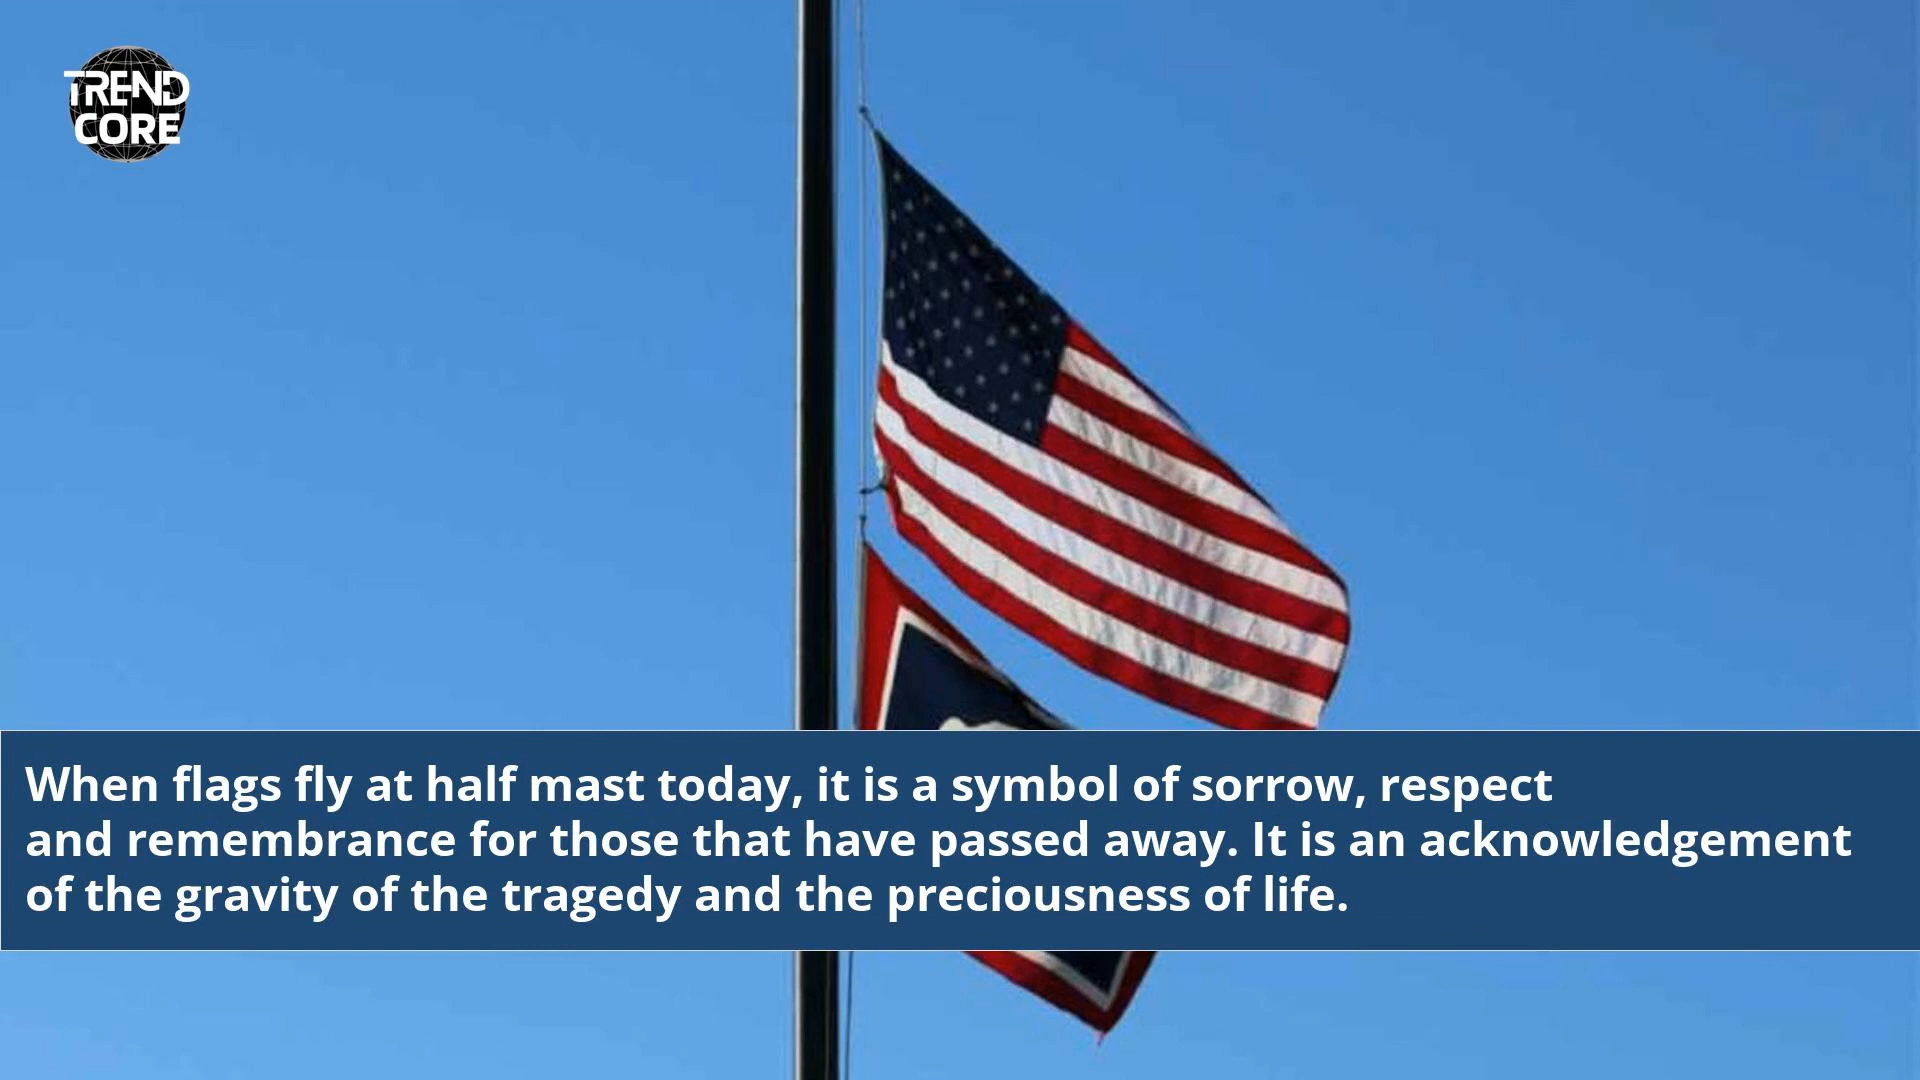 TREND
CORE
When flags fly at half mast today, it is a symbol of sorrow, respect
and remembrance for those that have passed away. It is an acknowledgement
of the gravity of the tragedy and the preciousness of life.